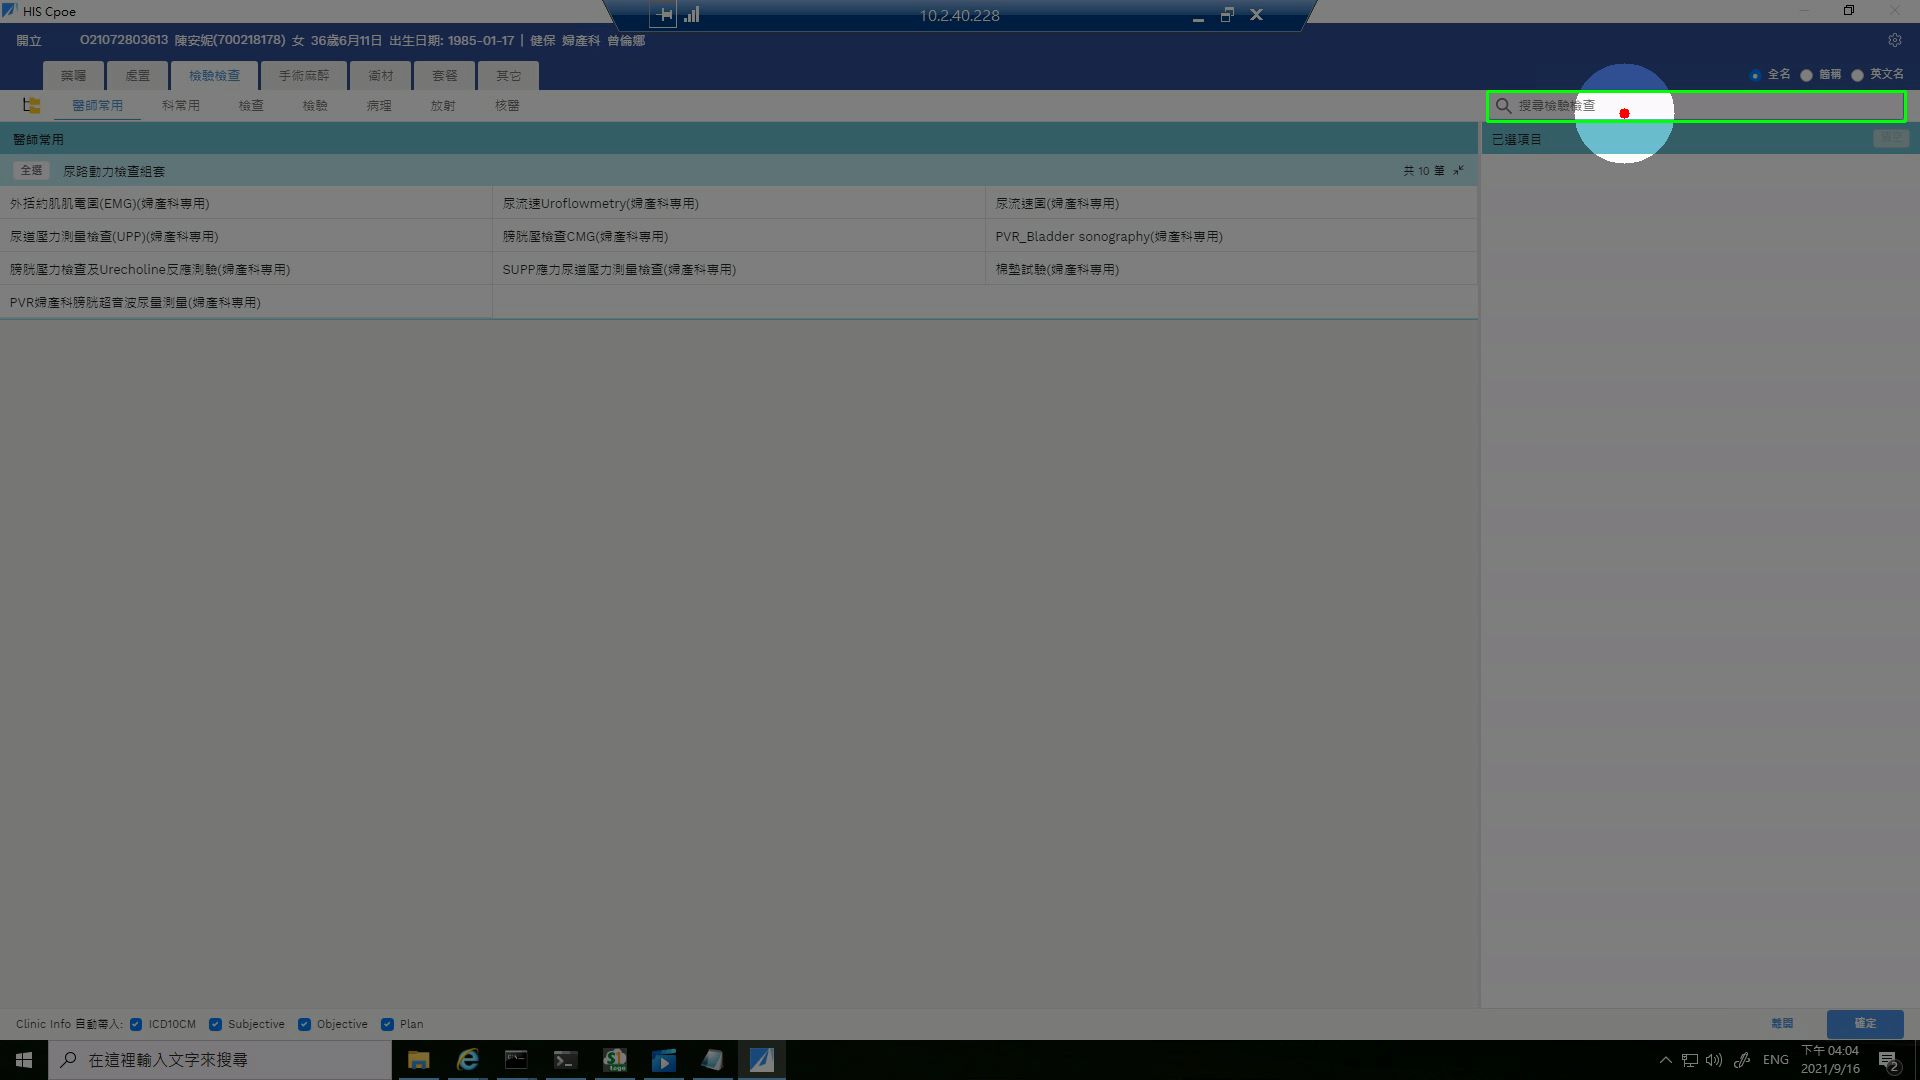 HIS Cpoe
10.2.40.228
開立 O21072803613 陳安妮(700218178) 女 36歲6月11日 出生日期: 1985-01-17 | 健保 婦產科 曾倫娜
藥囑 處置 檢驗檢查 手術麻醉 衛材 套餐 其它
全名 簡稱 英文名
醫師常用 科常用 檢查 檢驗 病理 放射 核醫
搜尋檢驗檢查
醫師常用
已選項目 清空
全選 尿路動力檢查組套 共 10 筆
外括約肌肌電圖(EMG)(婦產科專用) 尿流速Uroflowmetry(婦產科專用) 尿流速圖(婦產科專用)
尿道壓力測量檢查(UPP)(婦產科專用) 膀胱壓檢查CMG(婦產科專用) PVR_Bladder sonography(婦產科專用)
膀胱壓力檢查及Urecholine反應測驗(婦產科專用) SUPP應力尿道壓力測量檢查(婦產科專用) 棉墊試驗(婦產科專用)
PVR婦產科膀胱超音波尿量測量(婦產科專用)
Clinic Info 自動帶入: ICD10CM Subjective Objective Plan
離開 確定
在這裡輸入文字來搜尋
ENG
下午 04:04
2021/9/16
2